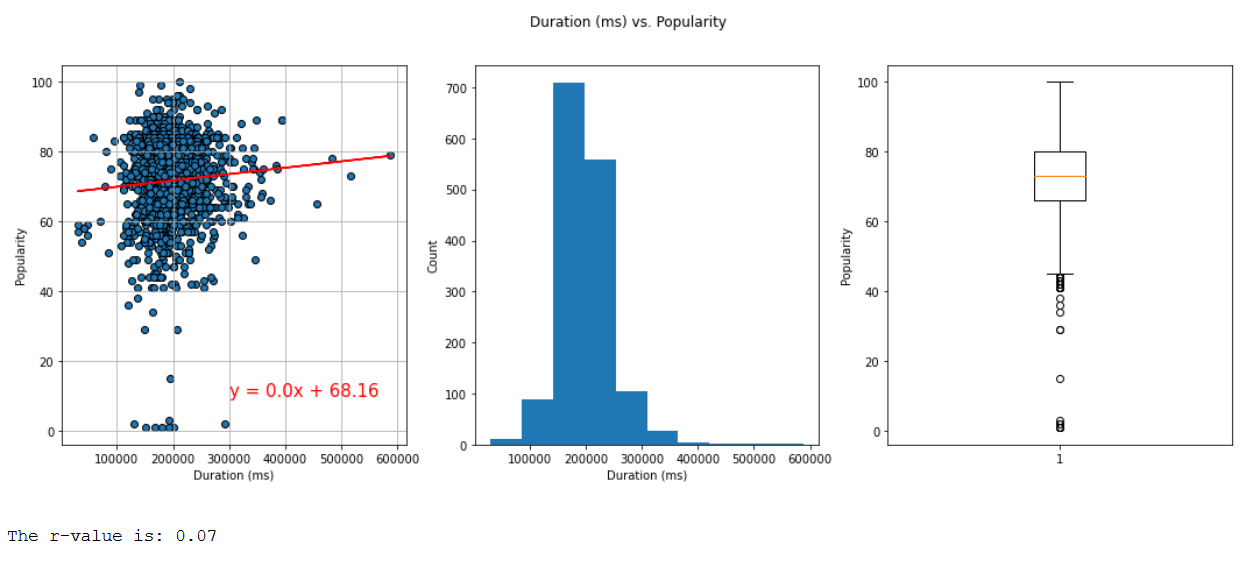 Duration (ms) vs. Popularity
100
80
60
40
20
0
Popularity
y = 0.0x + 68.16
100000 200000 300000 400000 500000 600000
Duration (ms)
700
600
500
400
300
200
100
0
Count
100000 200000 300000 400000 500000 600000
Duration (ms)
100
80
60
40
20
0
Popularity
1
The r-value is: 0.07